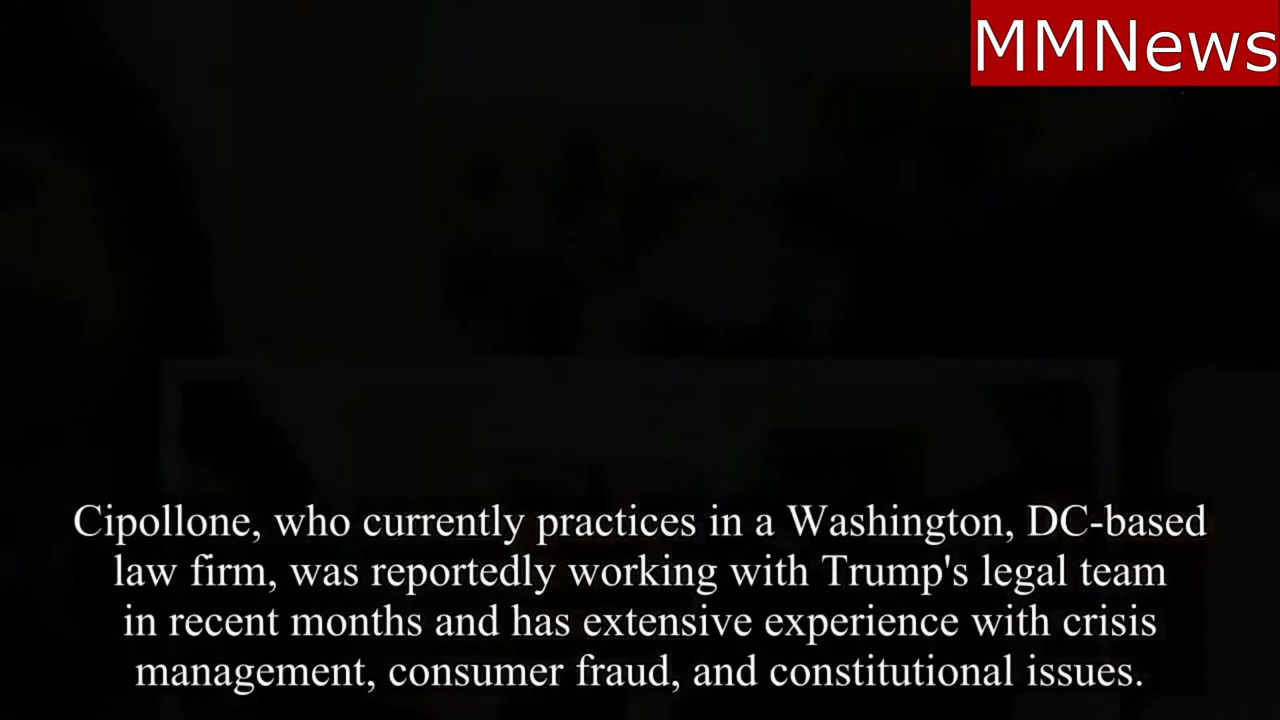 MMNews
Cipollone, who currently practices in a Washington, DC-based
law firm, was reportedly working with Trump's legal team
in recent months and has extensive experience with crisis
management, consumer fraud, and constitutional issues.